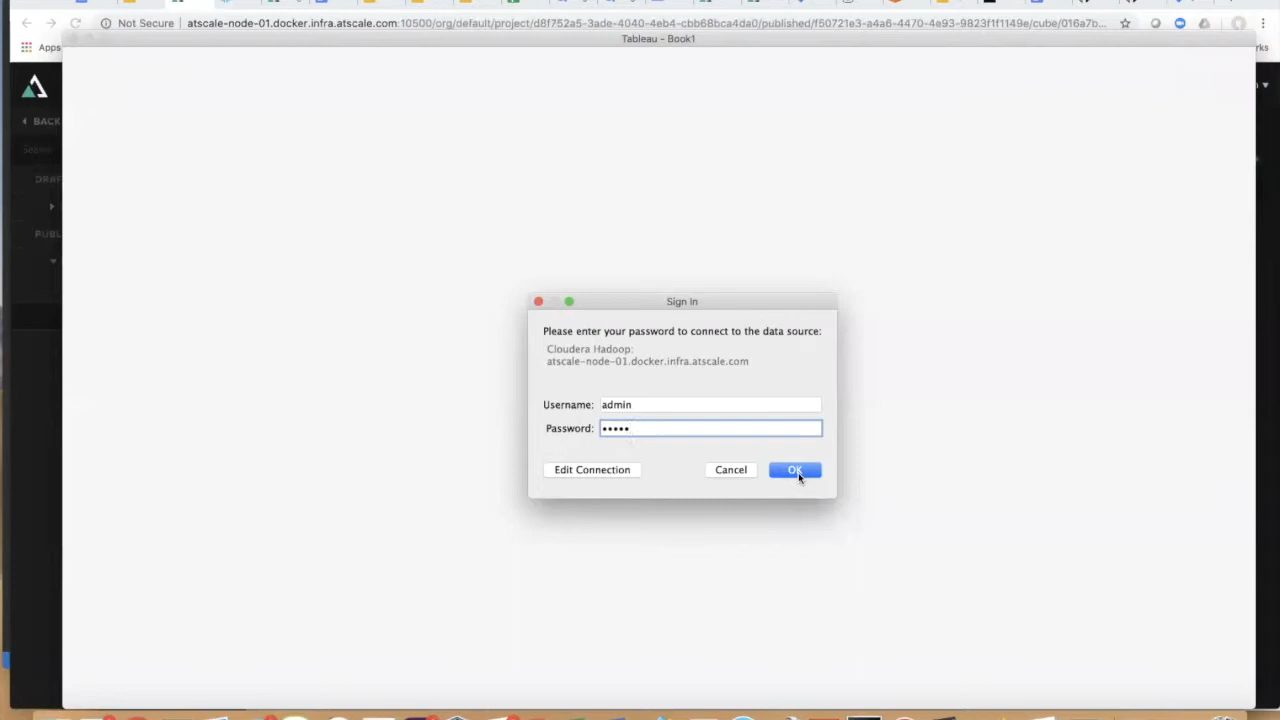 Not Secure | atscale-node-01.docker.infra.atscale.com:10500/org/default/project/d8f752a5-3ade-4040-4eb4-cbb68bca4da0/published/f50721e3-a4a6-4470-4e93-9823f1f1149e/cube/016a7b...
Tableau - Book1
Apps
BACK
PUBL
Sign In
Please enter your password to connect to the data source:
Cloudera Hadoop:
atscale-node-01.docker.infra.atscale.com
Username: admin
Password: •••••
Edit Connection Cancel OK